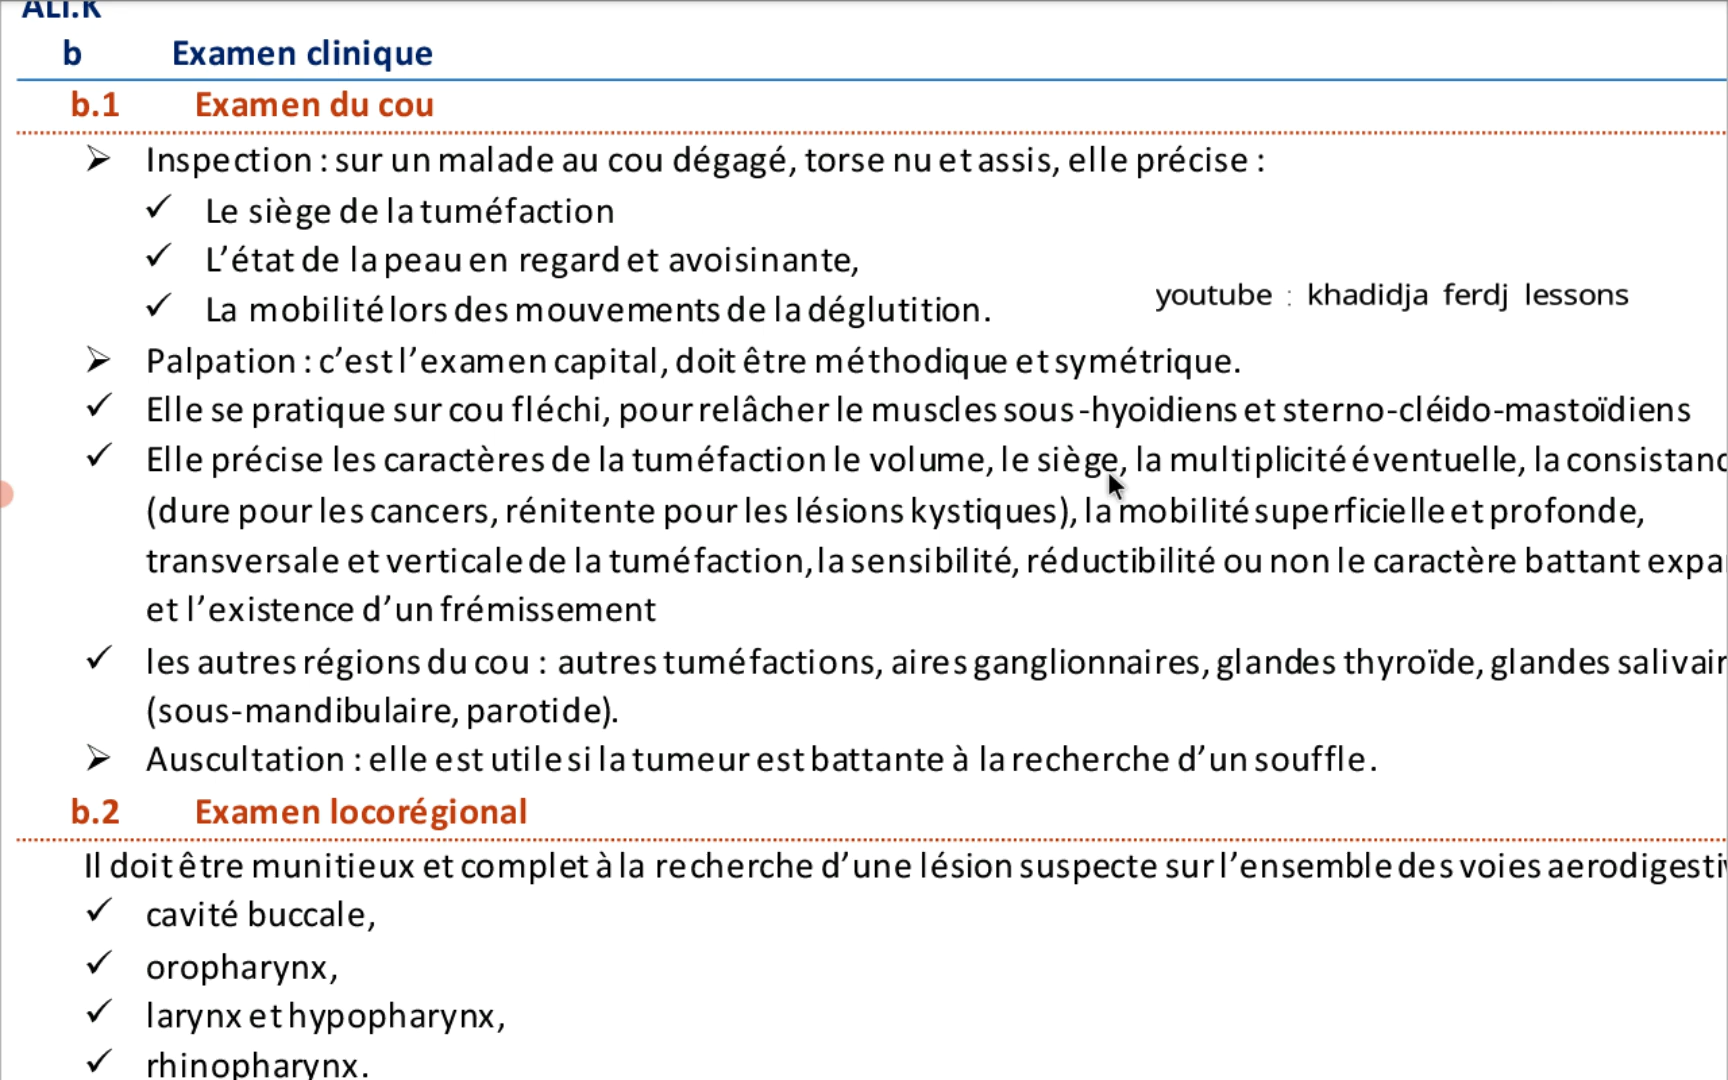 ALI.K
b Examen clinique
b.1 Examen du cou
➢ Inspection : sur un malade au cou dégagé, torse nu et assis, elle précise :
✓ Le siège de la tuméfaction
✓ L’état de la peau en regard et avoisinante,
youtube : khadidja ferdj lessons
✓ La mobilité lors des mouvements de la déglutition.
➢ Palpation : c’est l’examen capital, doit être méthodique et symétrique.
✓ Elle se pratique sur cou fléchi, pour relâcher le muscles sous-hyoidiens et sterno-cléido-mastoïdiens
✓ Elle précise les caractères de la tuméfaction le volume, le siège, la multiplicité éventuelle, la
(dure pour les cancers, rénitente pour les lésions kystiques), la mobilité superficielle et profonde,
transversale et verticale de la tuméfaction, la sensibilité, réductibilité ou non le caractère battant
et l’existence d’un frémissement
✓ les autres régions du cou : autres tuméfactions, aires ganglionnaires, glandes thyroïde, glandes
(sous-mandibulaire, parotide).
➢ Auscultation : elle est utile si la tumeur est battante à la recherche d’un souffle.
b.2 Examen locorégional
Il doit être munitieux et complet à la recherche d’une lésion suspecte sur l’ensemble des voies
✓ cavité buccale,
✓ oropharynx,
✓ larynx et hypopharynx,
✓ rhinopharynx.